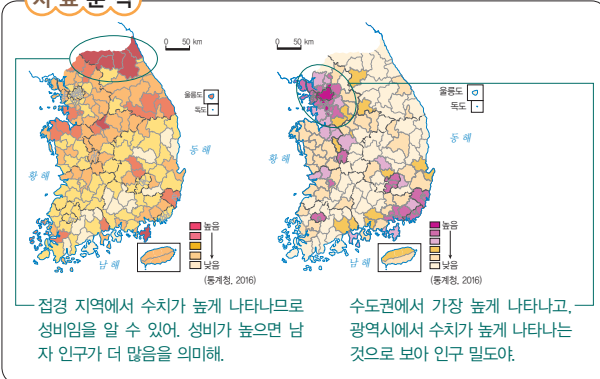 자료분석
0 50 km
울릉도
독도
동 해
황 해
남 해
높음
낮음
(통계청, 2016)
접경 지역에서 수치가 높게 나타나므로
성비임을 알 수 있어. 성비가 높으면 남
자 인구가 더 많음을 의미해.
0 50 km
울릉도
독도
동 해
황 해
남 해
높음
낮음
(통계청, 2016)
수도권에서 가장 높게 나타나고,
광역시에서 수치가 높게 나타나는
것으로 보아 인구 밀도야.